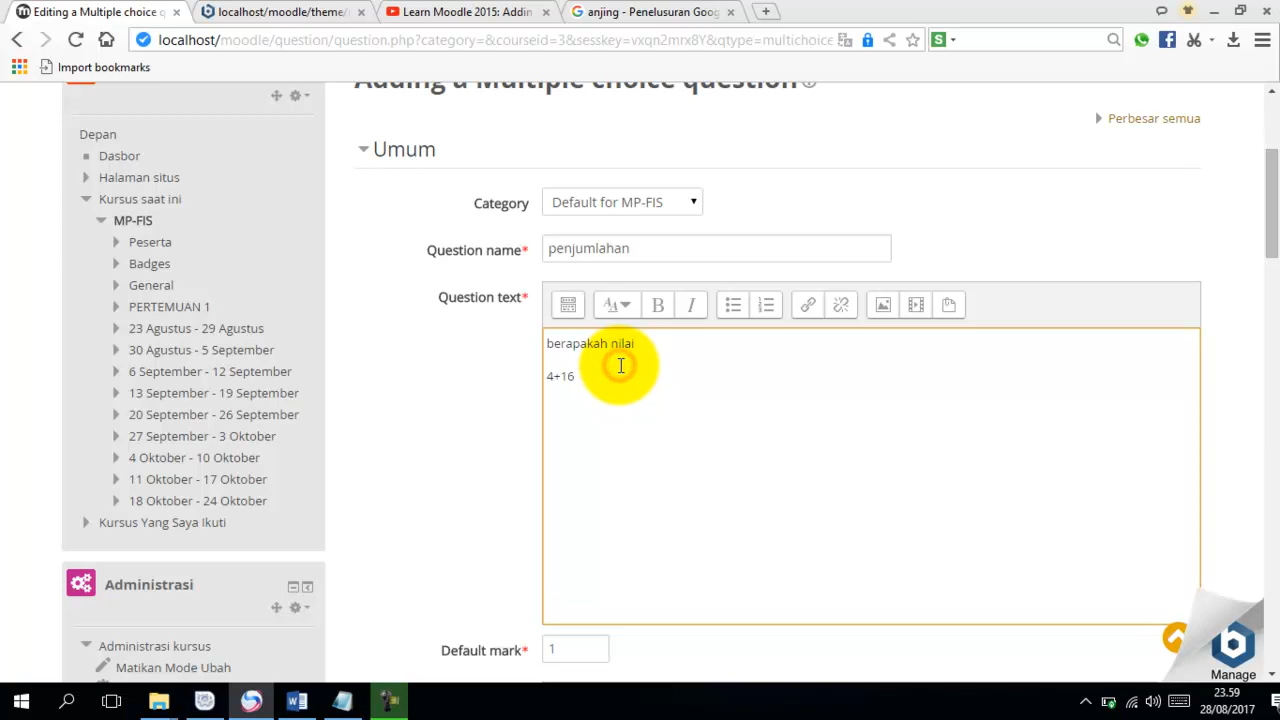 Editing a Multiple choice q
localhost/moodle/theme/
Learn Moodle 2015: Addin
anjing - Penelusuran Goog
localhost/moodle/question/question.php?category=&courseid=3&sesskey=vxqn2mrx8Y&qtype=multichoice
S
Import bookmarks
Adding a Multiple choice question
Perbesar semua
Depan
Dasbor
Halaman situs
Kursus saat ini
MP-FIS
Peserta
Badges
General
PERTEMUAN 1
23 Agustus - 29 Agustus
30 Agustus - 5 September
6 September - 12 September
13 September - 19 September
20 September - 26 September
27 September - 3 Oktober
4 Oktober - 10 Oktober
11 Oktober - 17 Oktober
18 Oktober - 24 Oktober
Kursus Yang Saya Ikuti
Administrasi
Administrasi kursus
Matikan Mode Ubah
Umum
Category
Default for MP-FIS
Question name*
penjumlahan
Question text*
B
I
berapakah nilai
4+16
Default mark*
1
Manage
23.59
28/08/2017